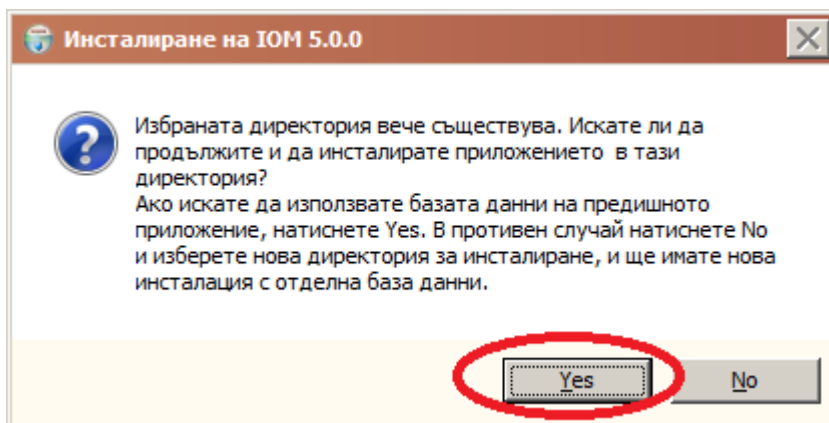 Инсталиране на IOM 5.0.0
Избраната директория вече съществува. Искате ли да
продължите и да инсталирате приложението в тази
директория?
Ако искате да използвате базата данни на предишното
приложение, натиснете Yes. В противен случай натиснете No
и изберете нова директория за инсталиране, и ще имате нова
инсталация с отделна база данни.
Yes No